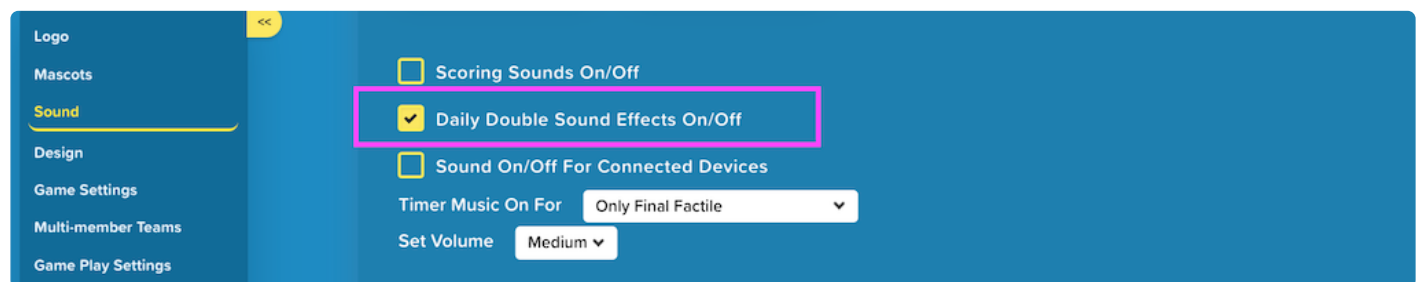 <<
Logo
Mascots
Sound
Design
Game Settings
Multi-member Teams
Game Play Settings
Scoring Sounds On/Off
Daily Double Sound Effects On/Off
Sound On/Off For Connected Devices
Timer Music On For Only Final Factile
Set Volume Medium